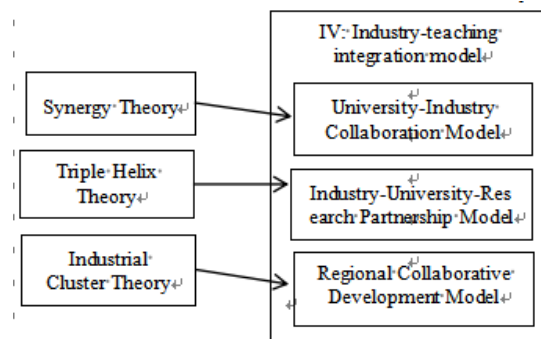 IV: Industry-teaching
integration model
Synergy Theory
University-Industry
Collaboration Model
Triple Helix
Theory
Industry-University-Res
earch Partnership Model
Industrial
Cluster Theory
Regional Collaborative
Development Model